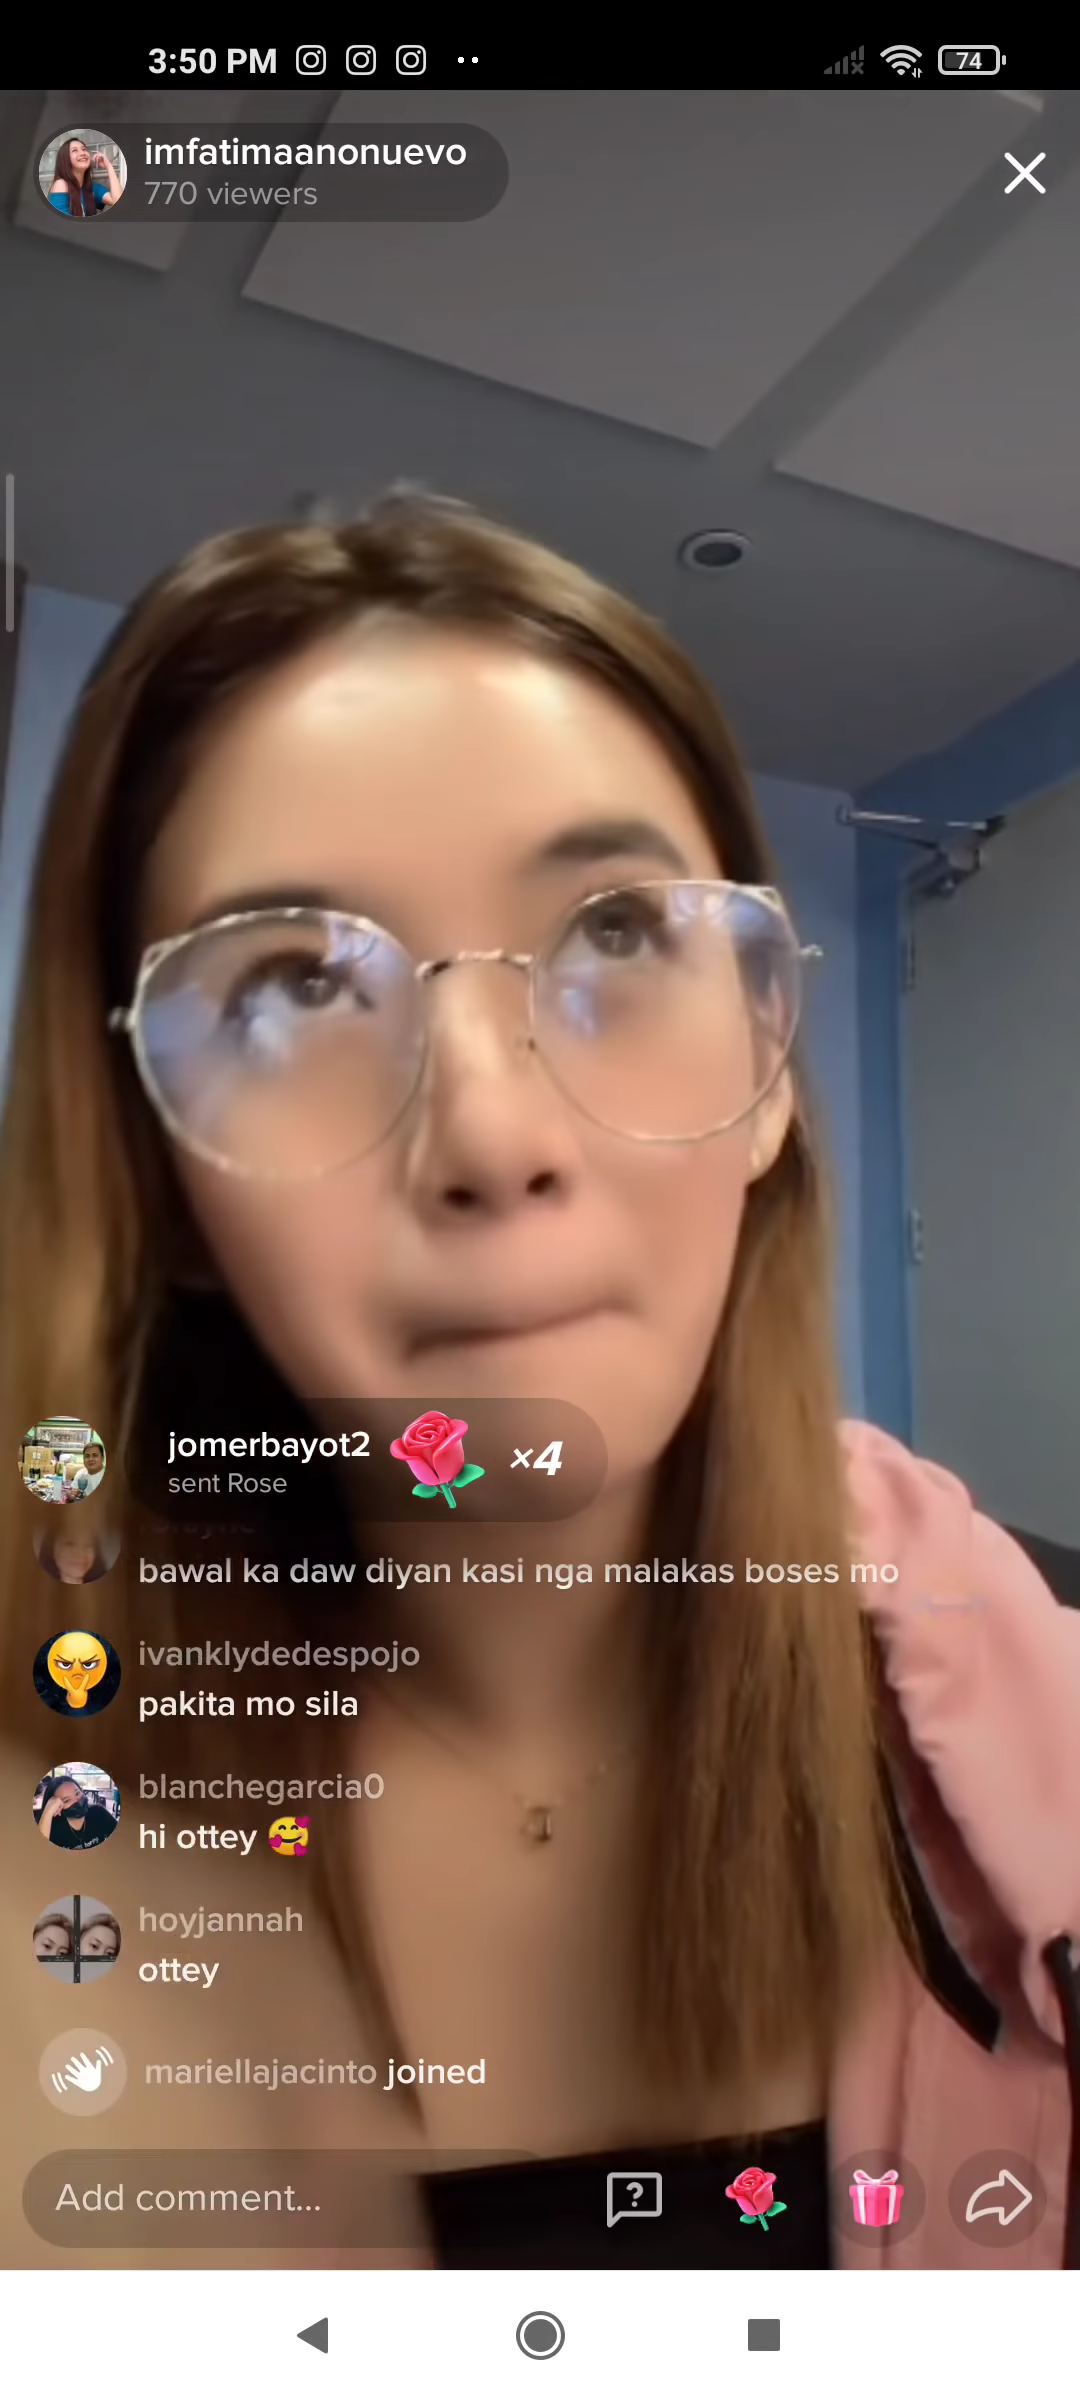 3:50 PM
74
imfatimaanonuevo
770 viewers
jomerbayot2
sent Rose
×4
bawal ka daw diyan kasi nga malakas boses mo
ivanklydedespojo
pakita mo sila
blanchegarcia0
hi ottey 🥰
hoyjannah
ottey
mariellajacinto joined
Add comment...